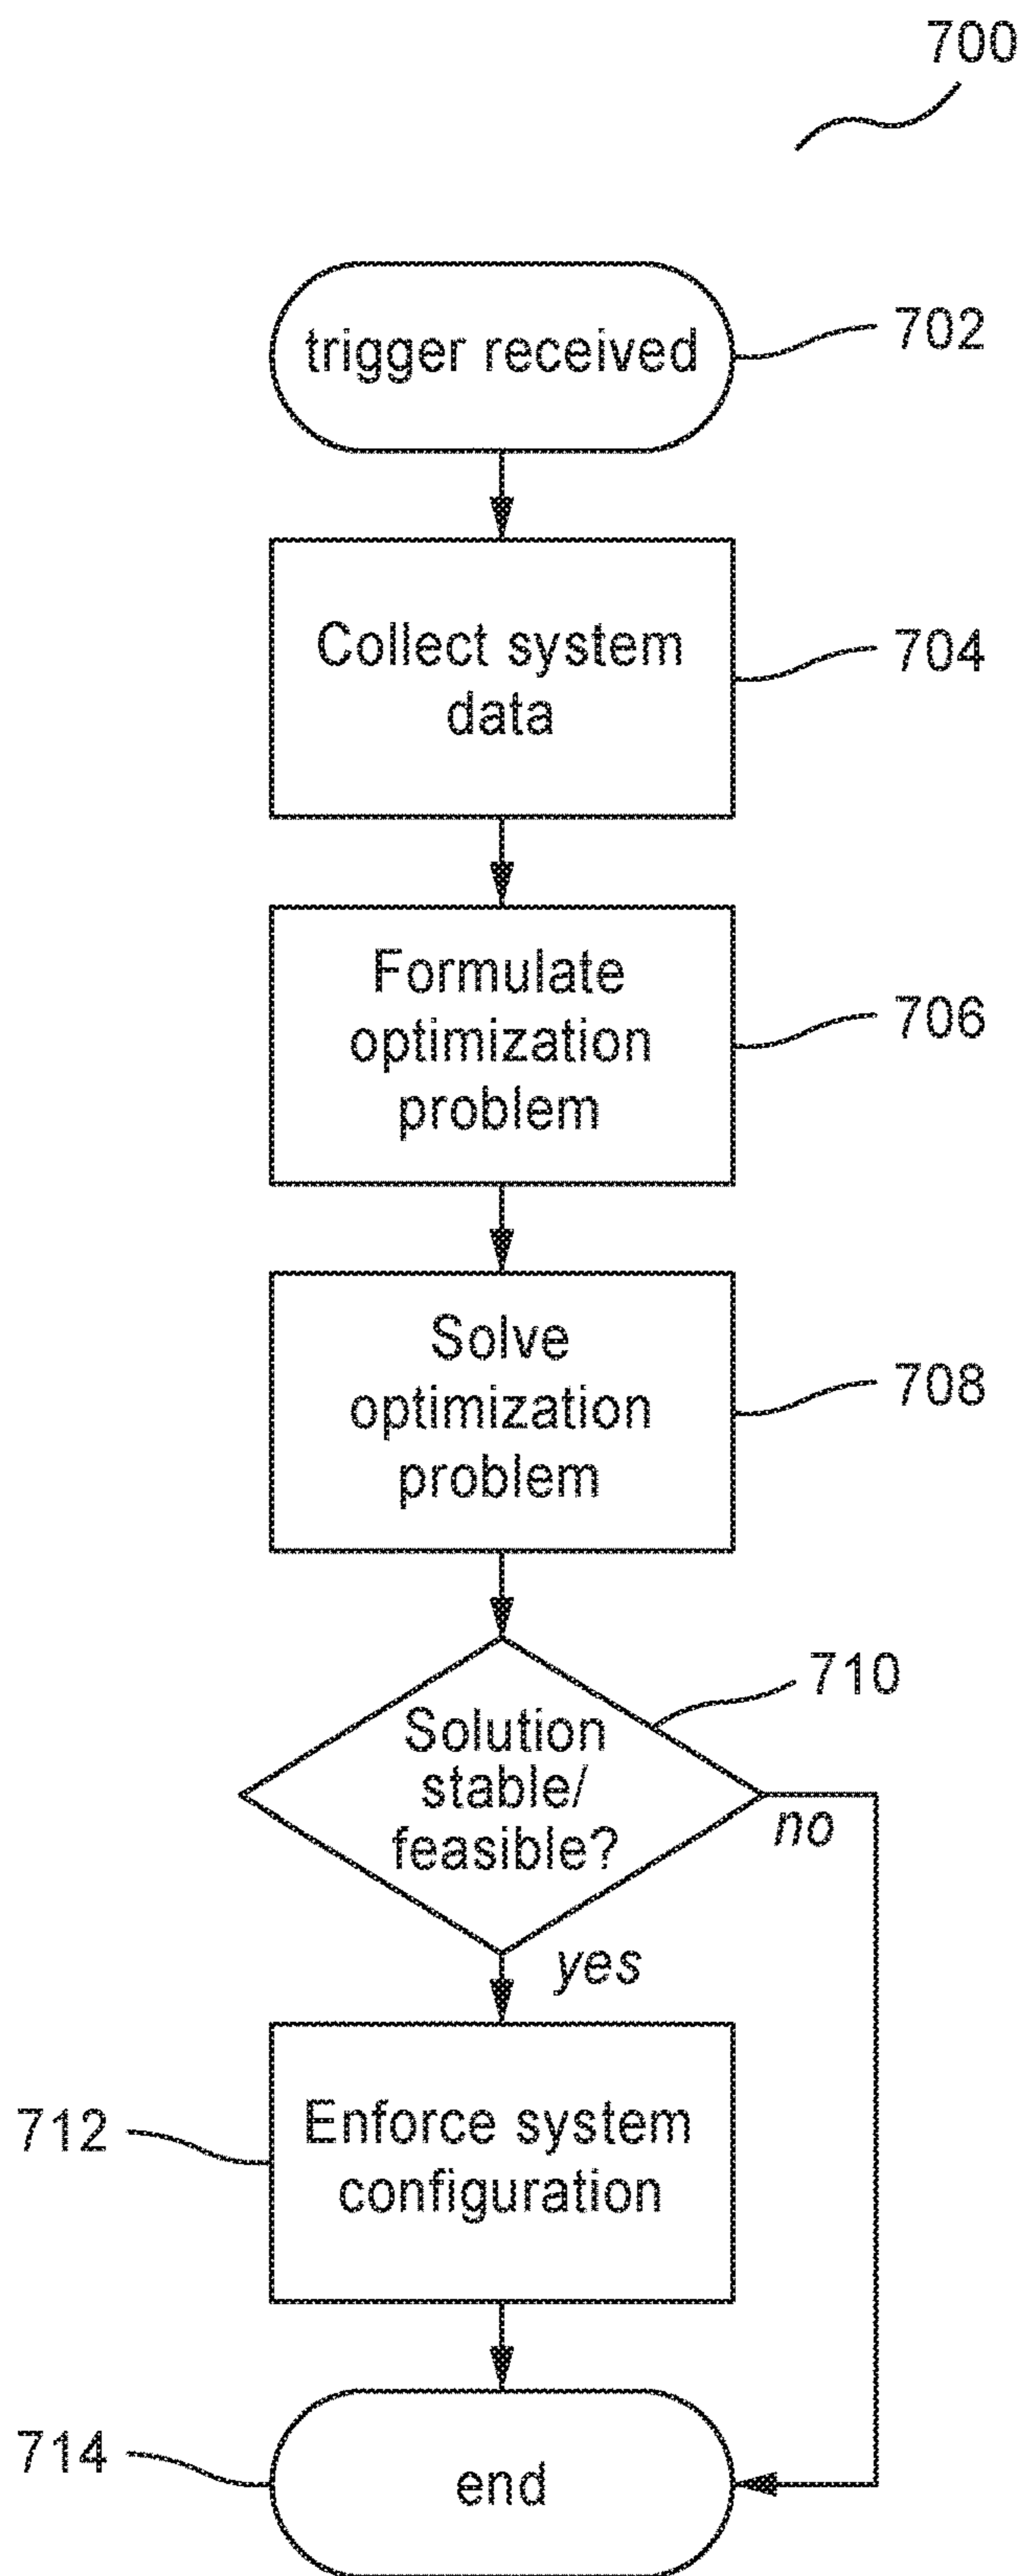 700
trigger received
702
Collect system
data
704
Formulate
optimization
problem
706
Solve
optimization
problem
708
710
Solution
stable/
feasible?
no
yes
712
Enforce system
configuration
714
end